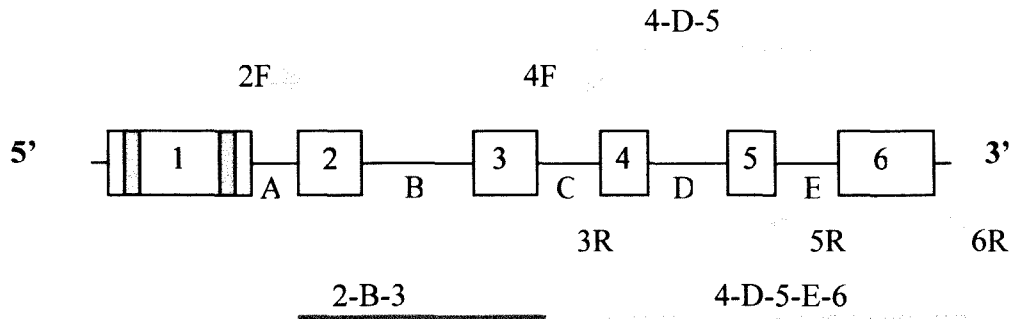 4-D-5
2F 4F
5’ 1 2 3 4 5 6 3’
A B C D E
3R 5R 6R
2-B-3 4-D-5-E-6